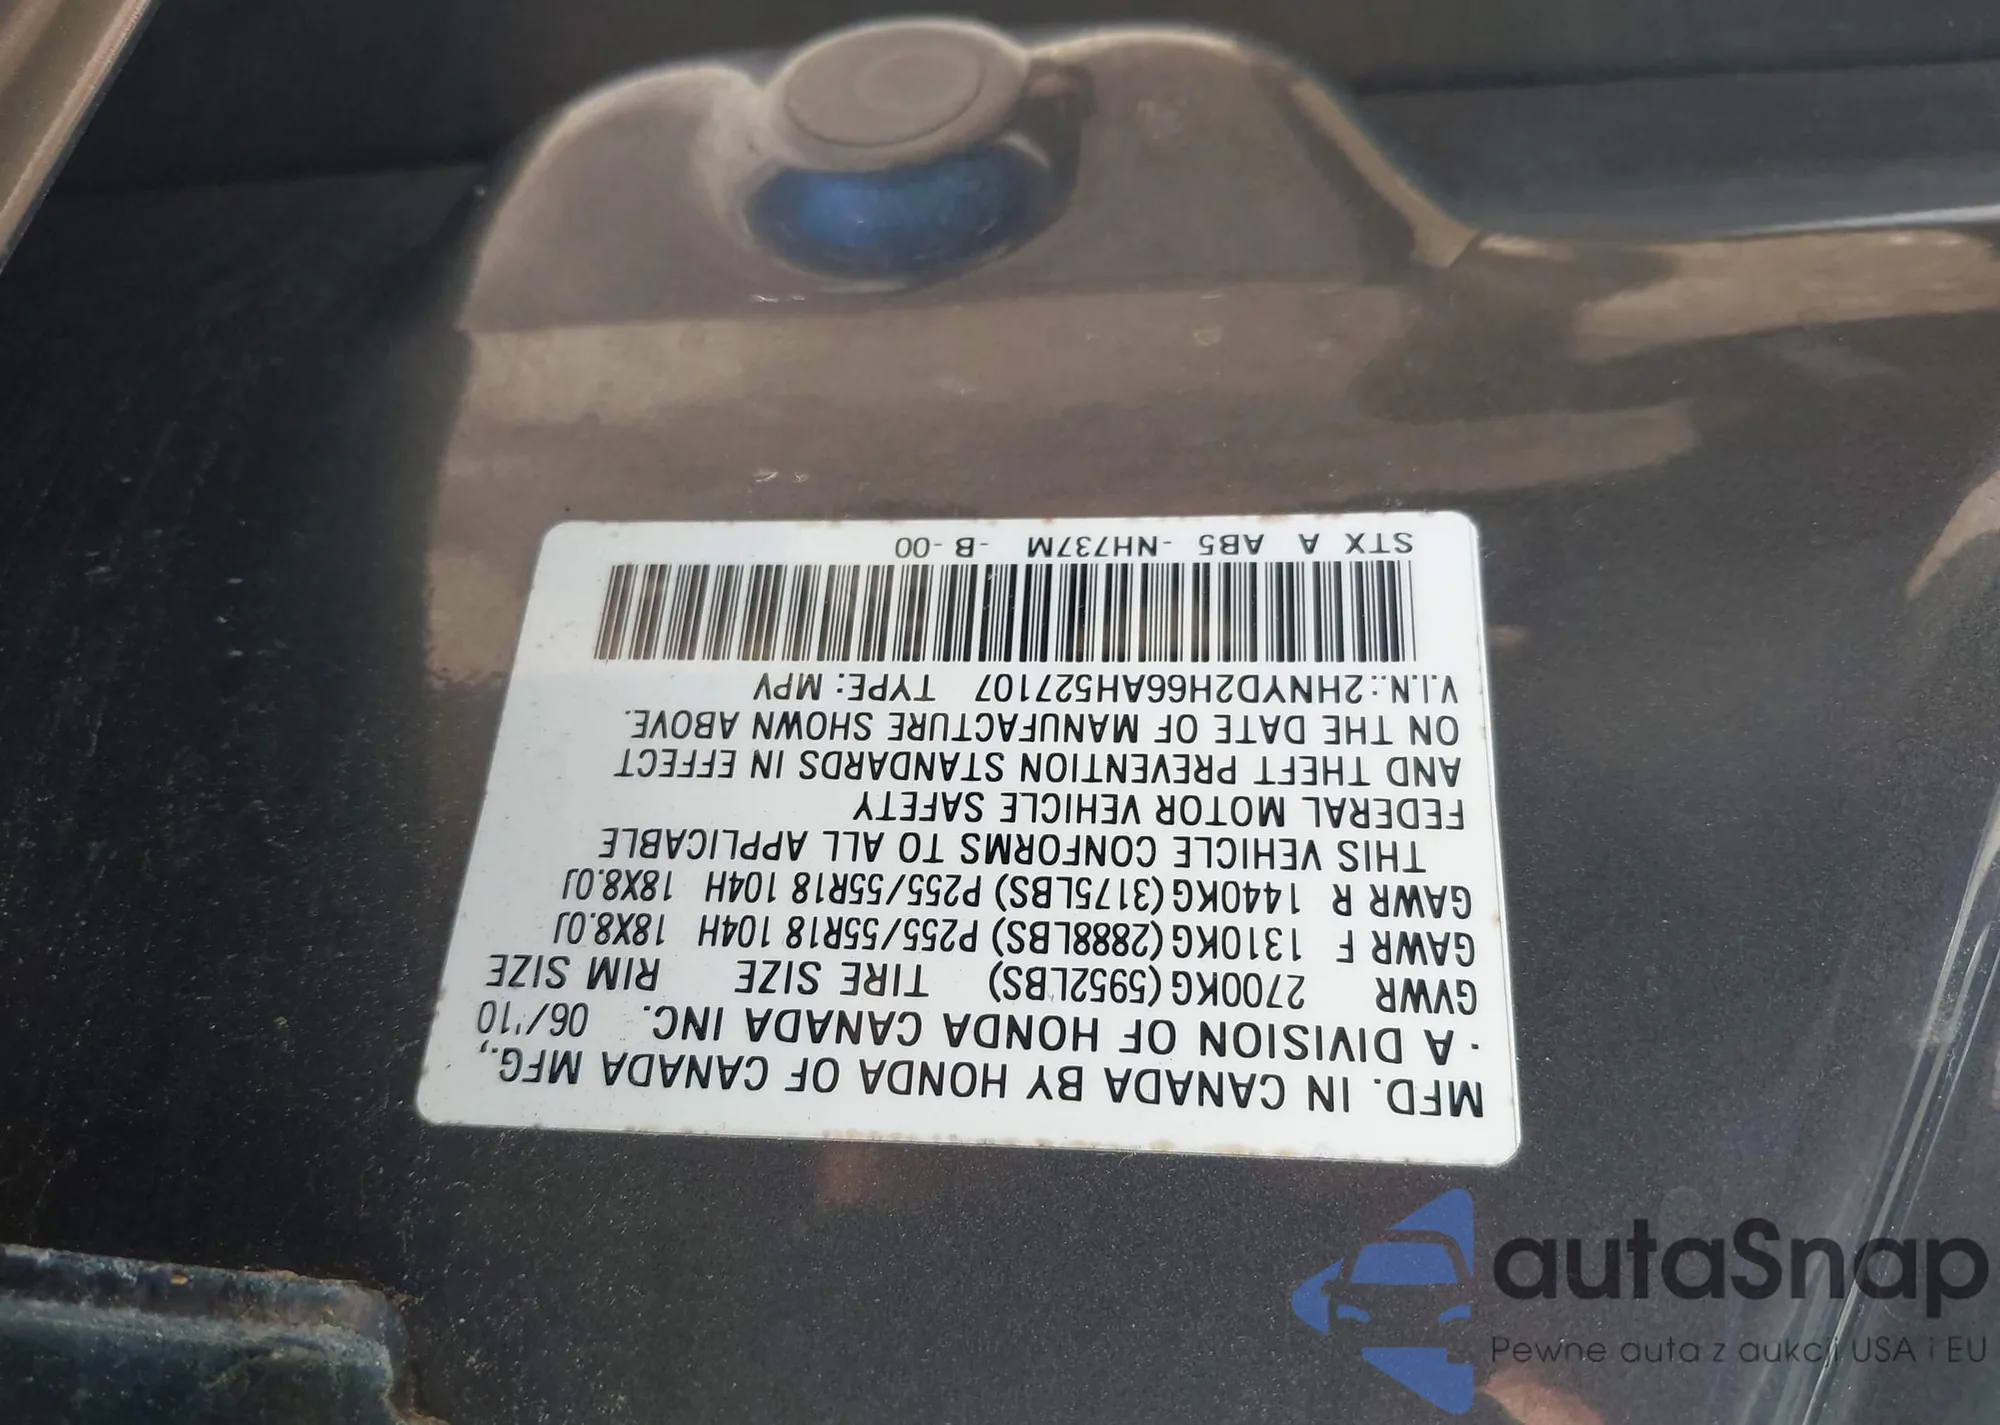 MFD. IN CANADA BY HONDA OF CANADA MFG.,
· A DIVISION OF HONDA CANADA INC. 06/'10
GVWR 2700KG (5952LBS) TIRE SIZE RIM SIZE
GAWR F 1310KG (2888LBS) P255/55R18 104H 18X8.0J
GAWR R 1440KG (3175LBS) P255/55R18 104H 18X8.0J
THIS VEHICLE CONFORMS TO ALL APPLICABLE
FEDERAL MOTOR VEHICLE SAFETY
AND THEFT PREVENTION STANDARDS IN EFFECT
ON THE DATE OF MANUFACTURE SHOWN ABOVE.
V.I.N.: 2HNYD2H66AH527107 TYPE: MPV
STX A AB5 -NH737M -B-00
autaSnap
Pewne auta z aukcji USA i EU